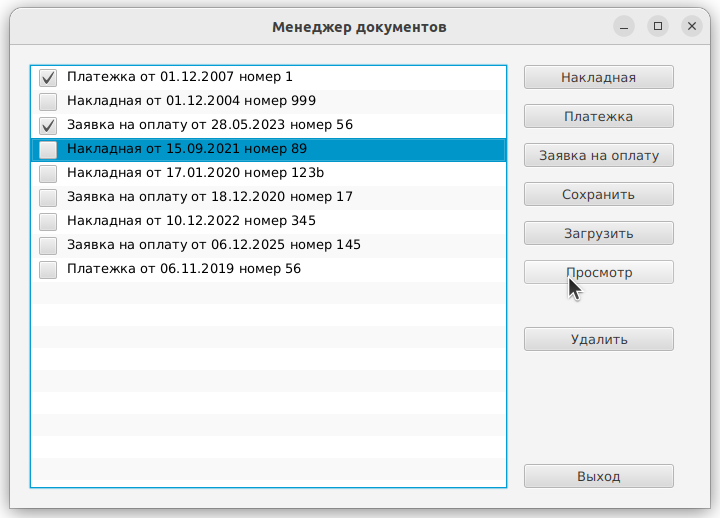 Менеджер документов
Платежка от 01.12.2007 номер 1
Накладная от 01.12.2004 номер 999
Заявка на оплату от 28.05.2023 номер 56
Накладная от 15.09.2021 номер 89
Накладная от 17.01.2020 номер 123b
Заявка на оплату от 18.12.2020 номер 17
Накладная от 10.12.2022 номер 345
Заявка на оплату от 06.12.2025 номер 145
Платежка от 06.11.2019 номер 56
Накладная
Платежка
Заявка на оплату
Сохранить
Загрузить
Просмотр
Удалить
Выход